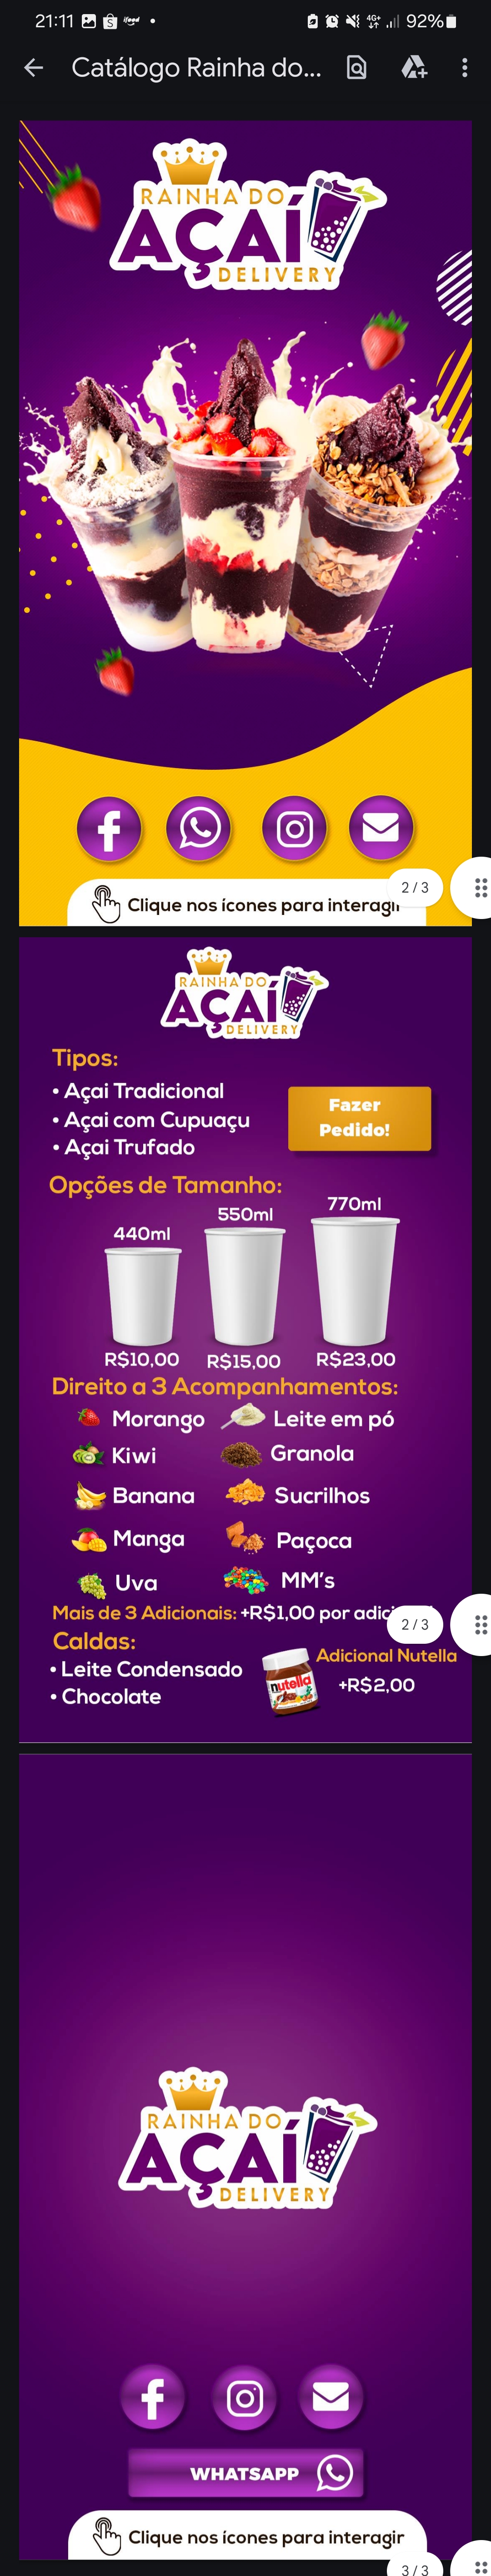 21:11
ifood
4G+
92%
Catálogo Rainha do...
RAINHA DO
AÇAÍ
DELIVERY
Clique nos ícones para interagir
2 / 3
RAINHA DO
AÇAÍ
DELIVERY
Tipos:
• Açai Tradicional
• Açai com Cupuaçu
• Açai Trufado
Fazer
Pedido!
Opções de Tamanho:
440ml
550ml
770ml
R$10,00
R$15,00
R$23,00
Direito a 3 Acompanhamentos:
Morango
Leite em pó
Kiwi
Granola
Banana
Sucrilhos
Manga
Paçoca
Uva
MM's
Mais de 3 Adicionais: +R$1,00 por
2 / 3
Caldas:
• Leite Condensado
• Chocolate
nutella
Adicional Nutella
+R$2,00
RAINHA DO
AÇAÍ
DELIVERY
WHATSAPP
Clique nos ícones para interagir
3 / 3